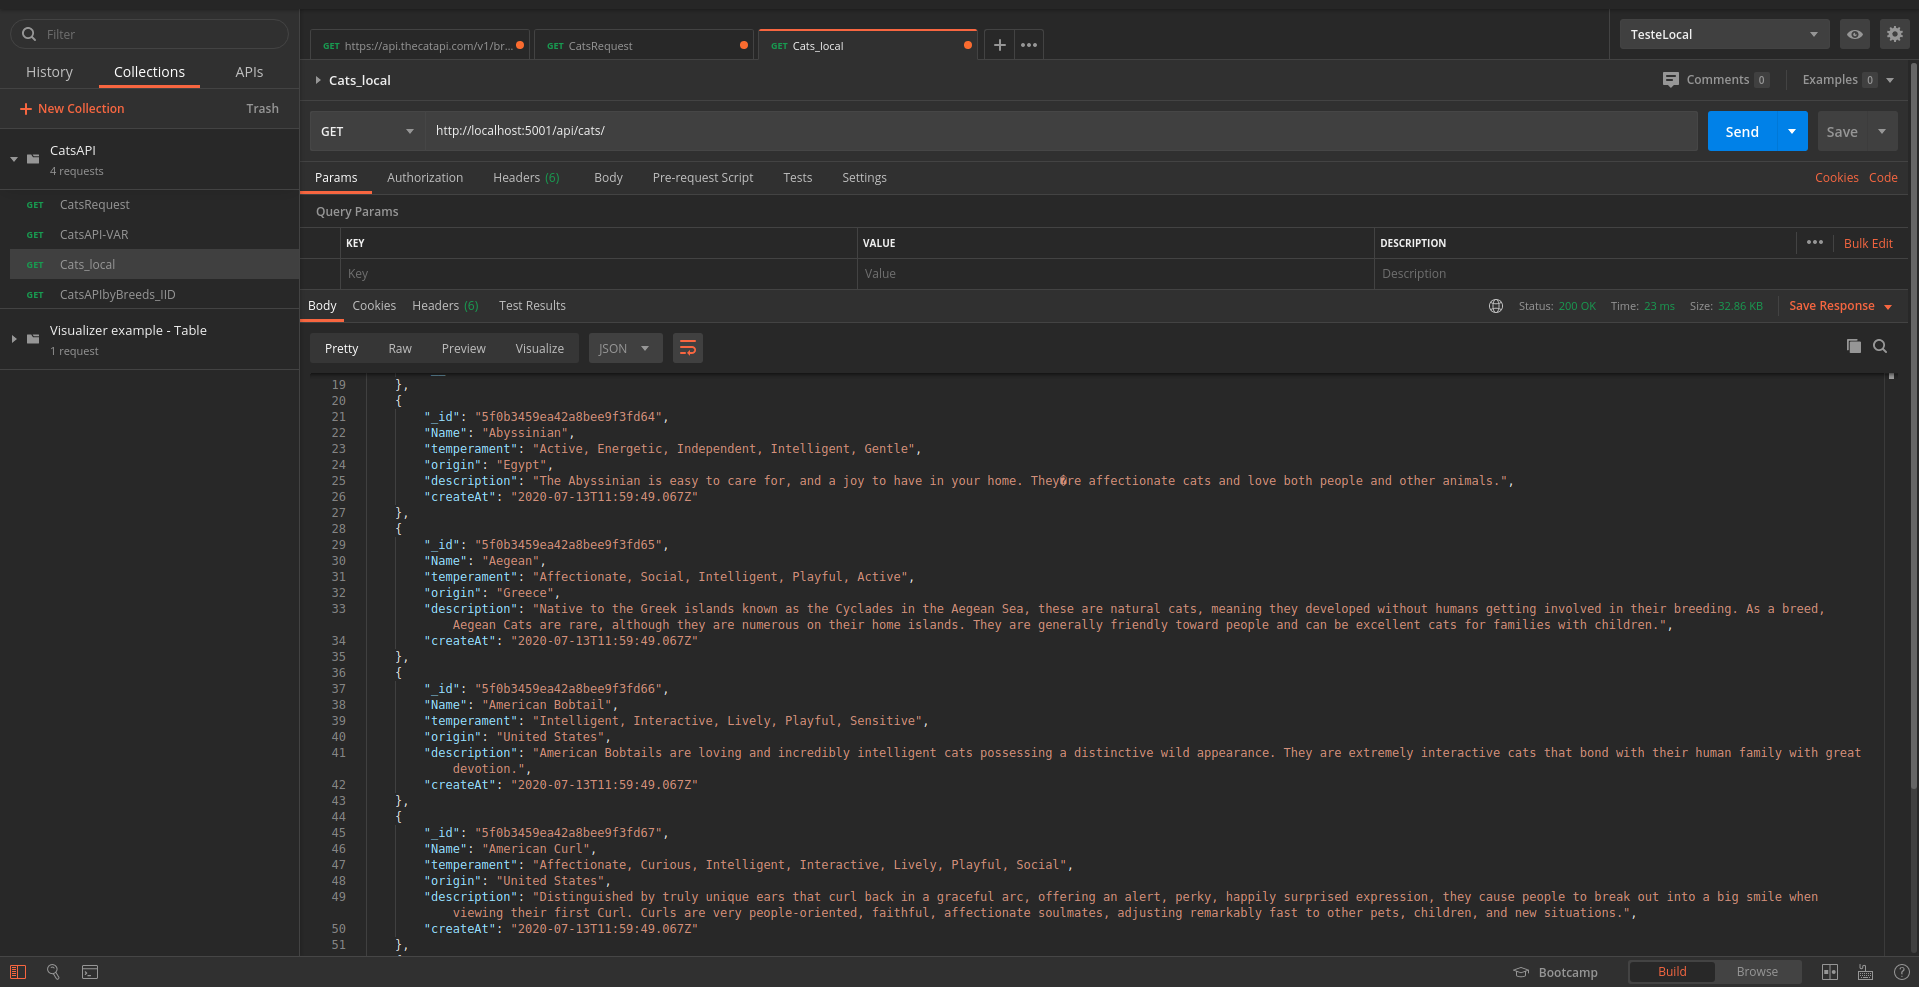 Filter
History Collections APIs
+ New Collection Trash
CatsAPI
4 requests
GET CatsRequest
GET CatsAPI-VAR
GET Cats_local
GET CatsAPIbyBreeds_IID
Visualizer example - Table
1 request
GET https://api.thecatapi.com/v1/br... GET CatsRequest GET Cats_local + •••
TesteLocal
Cats_local
Comments 0 Examples 0
GET http://localhost:5001/api/cats/
Send Save
Params Authorization Headers (6) Body Pre-request Script Tests Settings
Cookies Code
Query Params
KEY VALUE DESCRIPTION ••• Bulk Edit
Key Value Description
Body Cookies Headers (6) Test Results
Status: 200 OK Time: 23 ms Size: 32.86 KB Save Response
Pretty Raw Preview Visualize JSON
19 },
20 {
21 "_id": "5f0b3459ea42a8bee9f3fd64",
22 "Name": "Abyssinian",
23 "temperament": "Active, Energetic, Independent, Intelligent, Gentle",
24 "origin": "Egypt",
25 "description": "The Abyssinian is easy to care for, and a joy to have in your home. They�re affectionate cats and love both people and other animals.",
26 "createAt": "2020-07-13T11:59:49.067Z"
27 },
28 {
29 "_id": "5f0b3459ea42a8bee9f3fd65",
30 "Name": "Aegean",
31 "temperament": "Affectionate, Social, Intelligent, Playful, Active",
32 "origin": "Greece",
33 "description": "Native to the Greek islands known as the Cyclades in the Aegean Sea, these are natural cats, meaning they developed without humans getting involved in their breeding. As a breed,
Aegean Cats are rare, although they are numerous on their home islands. They are generally friendly toward people and can be excellent cats for families with children.",
34 "createAt": "2020-07-13T11:59:49.067Z"
35 },
36 {
37 "_id": "5f0b3459ea42a8bee9f3fd66",
38 "Name": "American Bobtail",
39 "temperament": "Intelligent, Interactive, Lively, Playful, Sensitive",
40 "origin": "United States",
41 "description": "American Bobtails are loving and incredibly intelligent cats possessing a distinctive wild appearance. They are extremely interactive cats that bond with their human family with great
devotion.",
42 "createAt": "2020-07-13T11:59:49.067Z"
43 },
44 {
45 "_id": "5f0b3459ea42a8bee9f3fd67",
46 "Name": "American Curl",
47 "temperament": "Affectionate, Curious, Intelligent, Interactive, Lively, Playful, Social",
48 "origin": "United States",
49 "description": "Distinguished by truly unique ears that curl back in a graceful arc, offering an alert, perky, happily surprised expression, they cause people to break out into a big smile when
viewing their first Curl. Curls are very people-oriented, faithful, affectionate soulmates, adjusting remarkably fast to other pets, children, and new situations.",
50 "createAt": "2020-07-13T11:59:49.067Z"
51 },
Bootcamp Build Browse